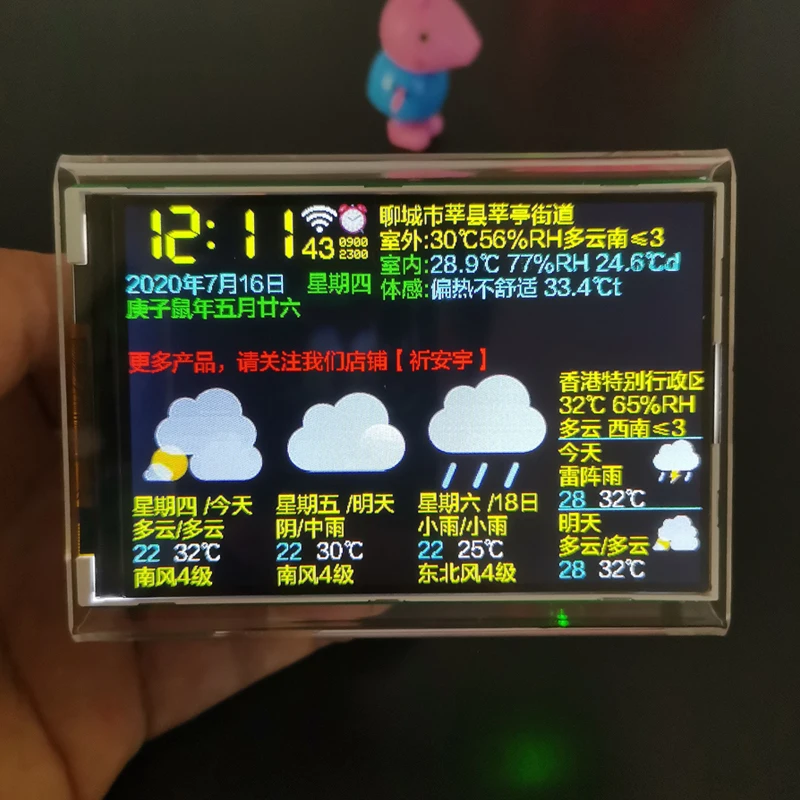 12:11
43
0900
2300
聊城市莘县莘亭街道
室外:30℃56%RH多云南≤3
室内:28.9℃ 77%RH 24.6℃d
体感:偏热不舒适 33.4℃t
2020年7月16日 星期四
庚子鼠年五月廿六
更多产品，请关注我们店铺【祈安宇】
星期四 /今天
多云/多云
22 32℃
南风4级
星期五 /明天
阴/中雨
22 30℃
南风4级
星期六 /18日
小雨/小雨
22 25℃
东北风4级
香港特别行政区
32℃ 65%RH
多云 西南≤3
今天
雷阵雨
28 32℃
明天
多云/多云
28 32℃